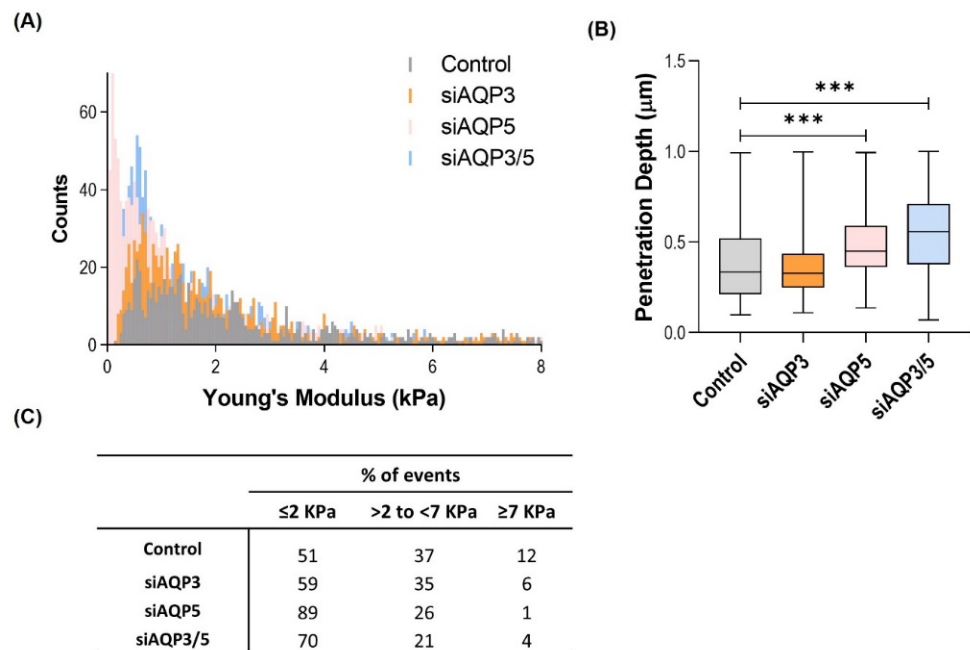 (A)
Control
siAQP3
siAQP5
siAQP3/5
Counts
60
40
20
0
0 2 4 6 8
Young's Modulus (kPa)
(B)
Penetration Depth (μm)
1.5
1.0
0.5
0.0
***
***
Control siAQP3 siAQP5 siAQP3/5
(C)
% of events
≤2 KPa >2 to <7 KPa ≥7 KPa
Control 51 37 12
siAQP3 59 35 6
siAQP5 89 26 1
siAQP3/5 70 21 4